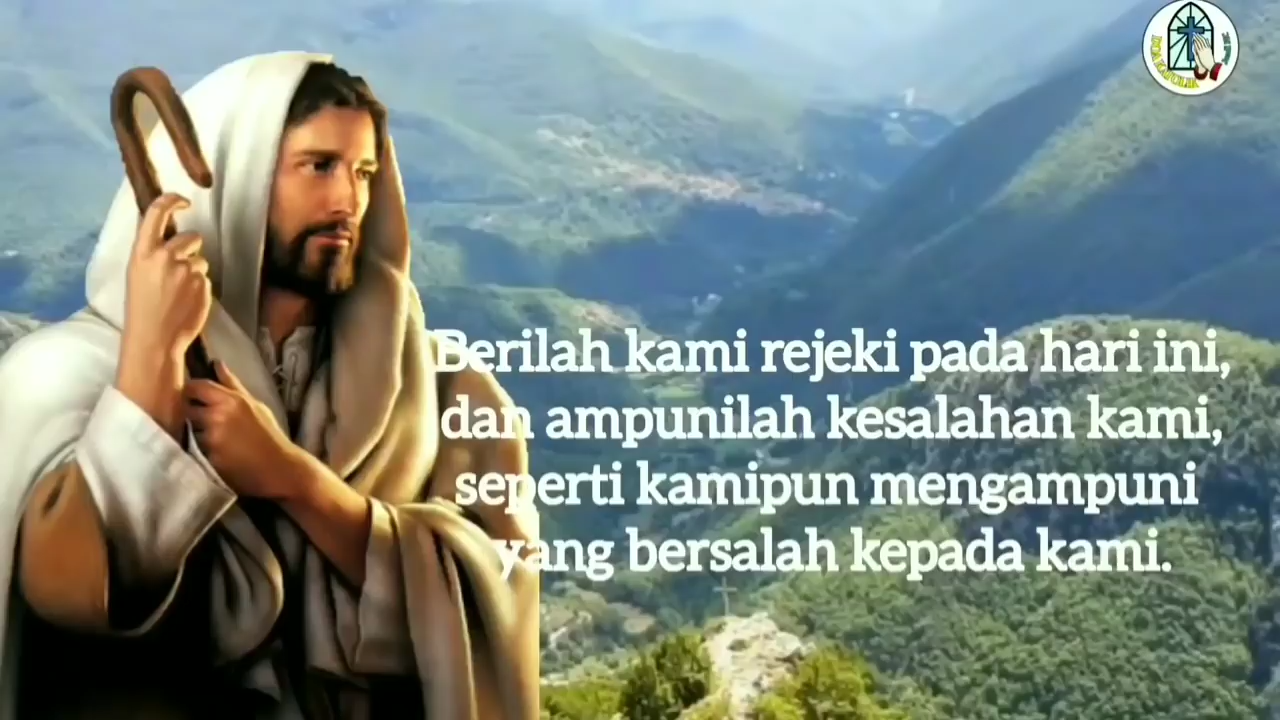 Berilah kami rejeki pada hari ini,
dan ampunilah kesalahan kami,
seperti kamipun mengampuni
yang bersalah kepada kami.